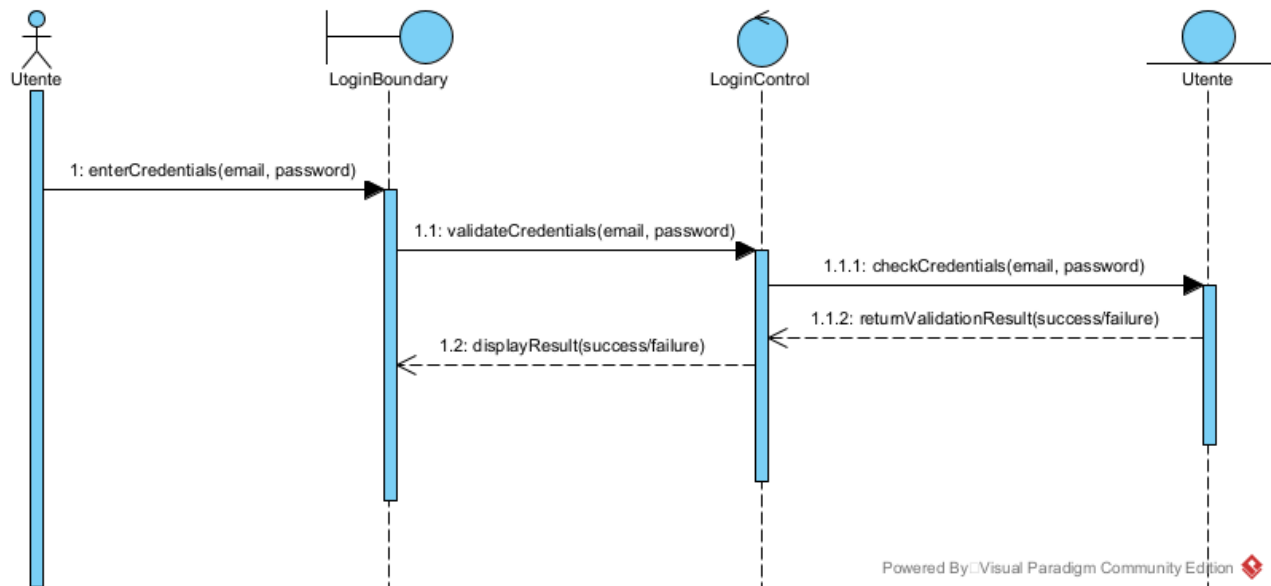 Utente
LoginBoundary
LoginControl
Utente
1: enterCredentials(email, password)
1.1: validateCredentials(email, password)
1.1.1: checkCredentials(email, password)
1.1.2: returnValidationResult(success/failure)
1.2: displayResult(success/failure)
Powered By Visual Paradigm Community Edition